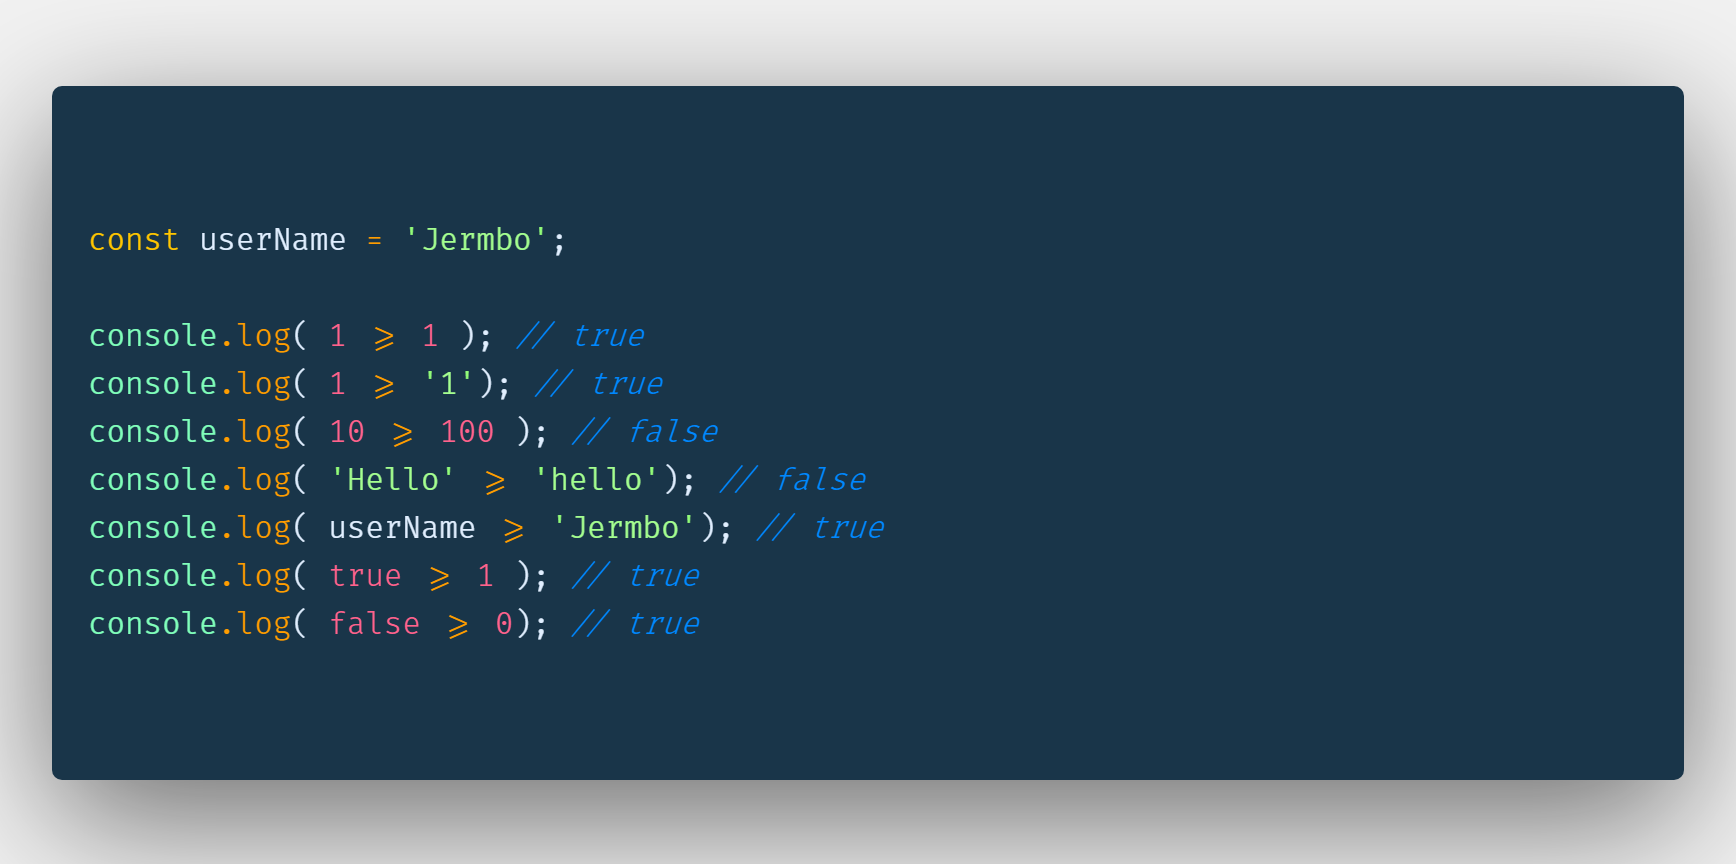 const userName = 'Jermbo';
console.log( 1 >= 1 ); // true
console.log( 1 >= '1'); // true
console.log( 10 >= 100 ); // false
console.log( 'Hello' >= 'hello'); // false
console.log( userName >= 'Jermbo'); // true
console.log( true >= 1 ); // true
console.log( false >= 0); // true